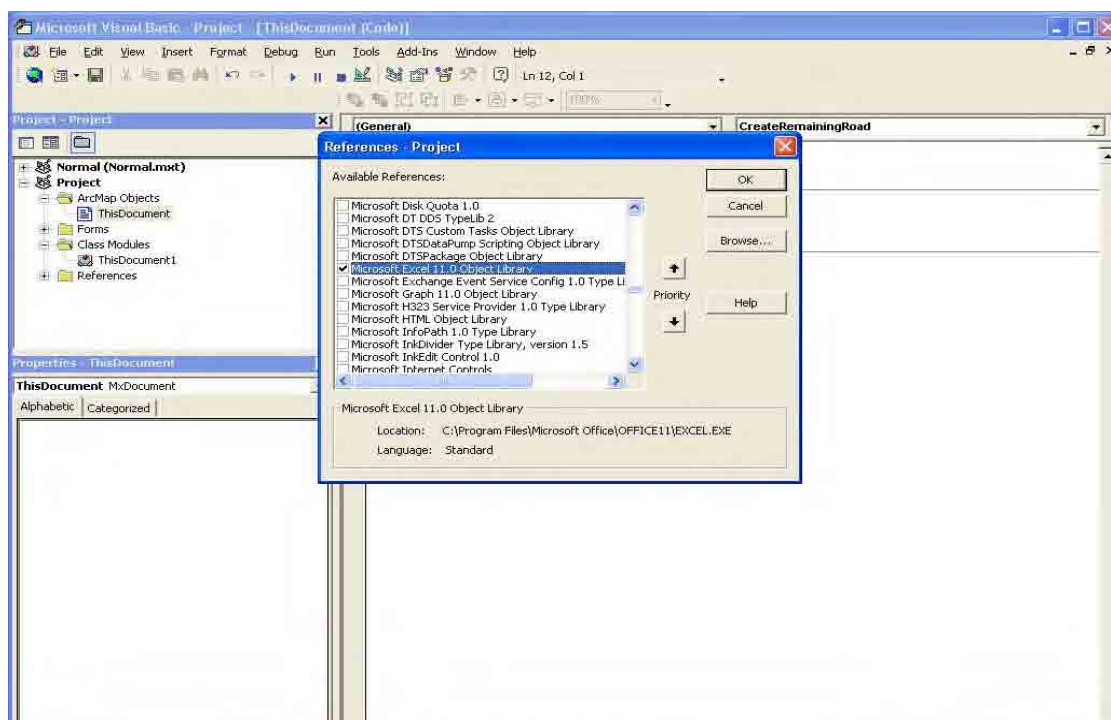 Microsoft Visual Basic - Project - [ThisDocument (Code)]
File Edit View Insert Format Debug Run Tools Add-Ins Window Help
Ln 12, Col 1
100%
Project - Project
(General) CreateRemainingRoad
Normal (Normal.mxt)
Project
ArcMap Objects
ThisDocument
Forms
Class Modules
ThisDocument1
References
Properties - ThisDocument
ThisDocument MxDocument
Alphabetic Categorized
References - Project
Available References:
Microsoft Disk Quota 1.0
Microsoft DT DDS TypeLib 2
Microsoft DTS Custom Tasks Object Library
Microsoft DTSDataPump Scripting Object Library
Microsoft DTSPackage Object Library
Microsoft Excel 11.0 Object Library
Microsoft Exchange Event Service Config 1.0 Type Li
Microsoft Graph 11.0 Object Library
Microsoft H323 Service Provider 1.0 Type Library
Microsoft HTML Object Library
Microsoft InfoPath 1.0 Type Library
Microsoft InkDivider Type Library, version 1.5
Microsoft InkEdit Control 1.0
Microsoft Internet Controls
OK
Cancel
Browse...
Priority
Help
Microsoft Excel 11.0 Object Library
Location: C:\Program Files\Microsoft Office\OFFICE11\EXCEL.EXE
Language: Standard